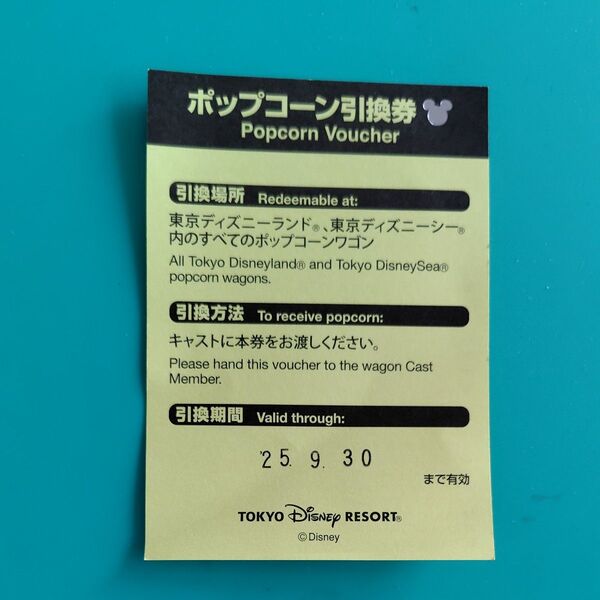 ポップコーン引換券
Popcorn Voucher
引換場所 Redeemable at:
東京ディズニーランド®、東京ディズニーシー®
内のすべてのポップコーンワゴン
All Tokyo Disneyland® and Tokyo DisneySea®
popcorn wagons.
引換方法 To receive popcorn:
キャストに本券をお渡しください。
Please hand this voucher to the wagon Cast
Member.
引換期間 Valid through:
'25. 9. 30
まで有効
TOKYO Disney RESORT®
©Disney